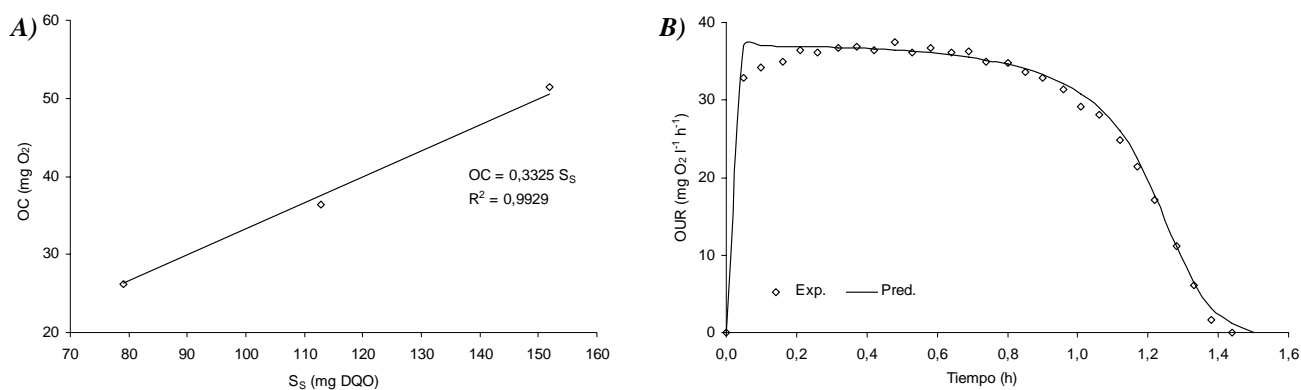 A)
60
50
40
30
20
OC (mg O₂)
OC = 0,3325 S_S
R² = 0,9929
70 80 90 100 110 120 130 140 150 160
S_S (mg DQO)
B)
40
30
20
10
0
OUR (mg O₂ l⁻¹ h⁻¹)
Exp. Pred.
0,0 0,2 0,4 0,6 0,8 1,0 1,2 1,4 1,6
Tiempo (h)